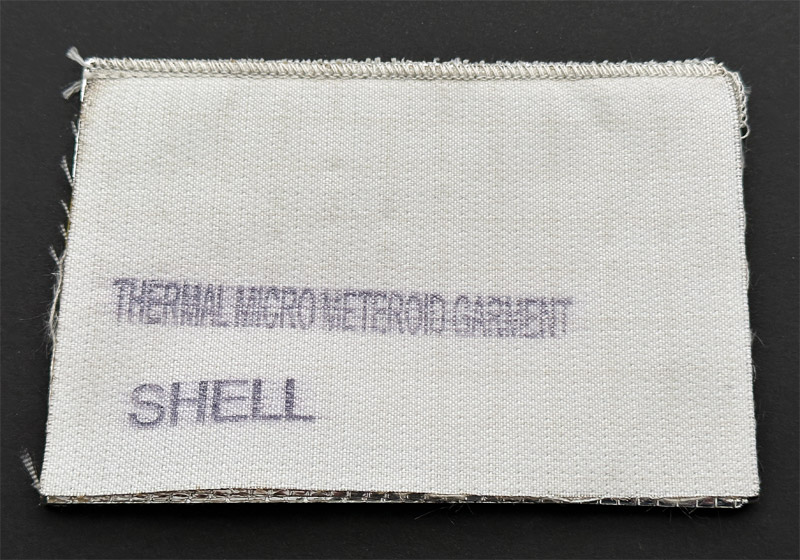 THERMAL MICRO METEROID GARMENT
SHELL